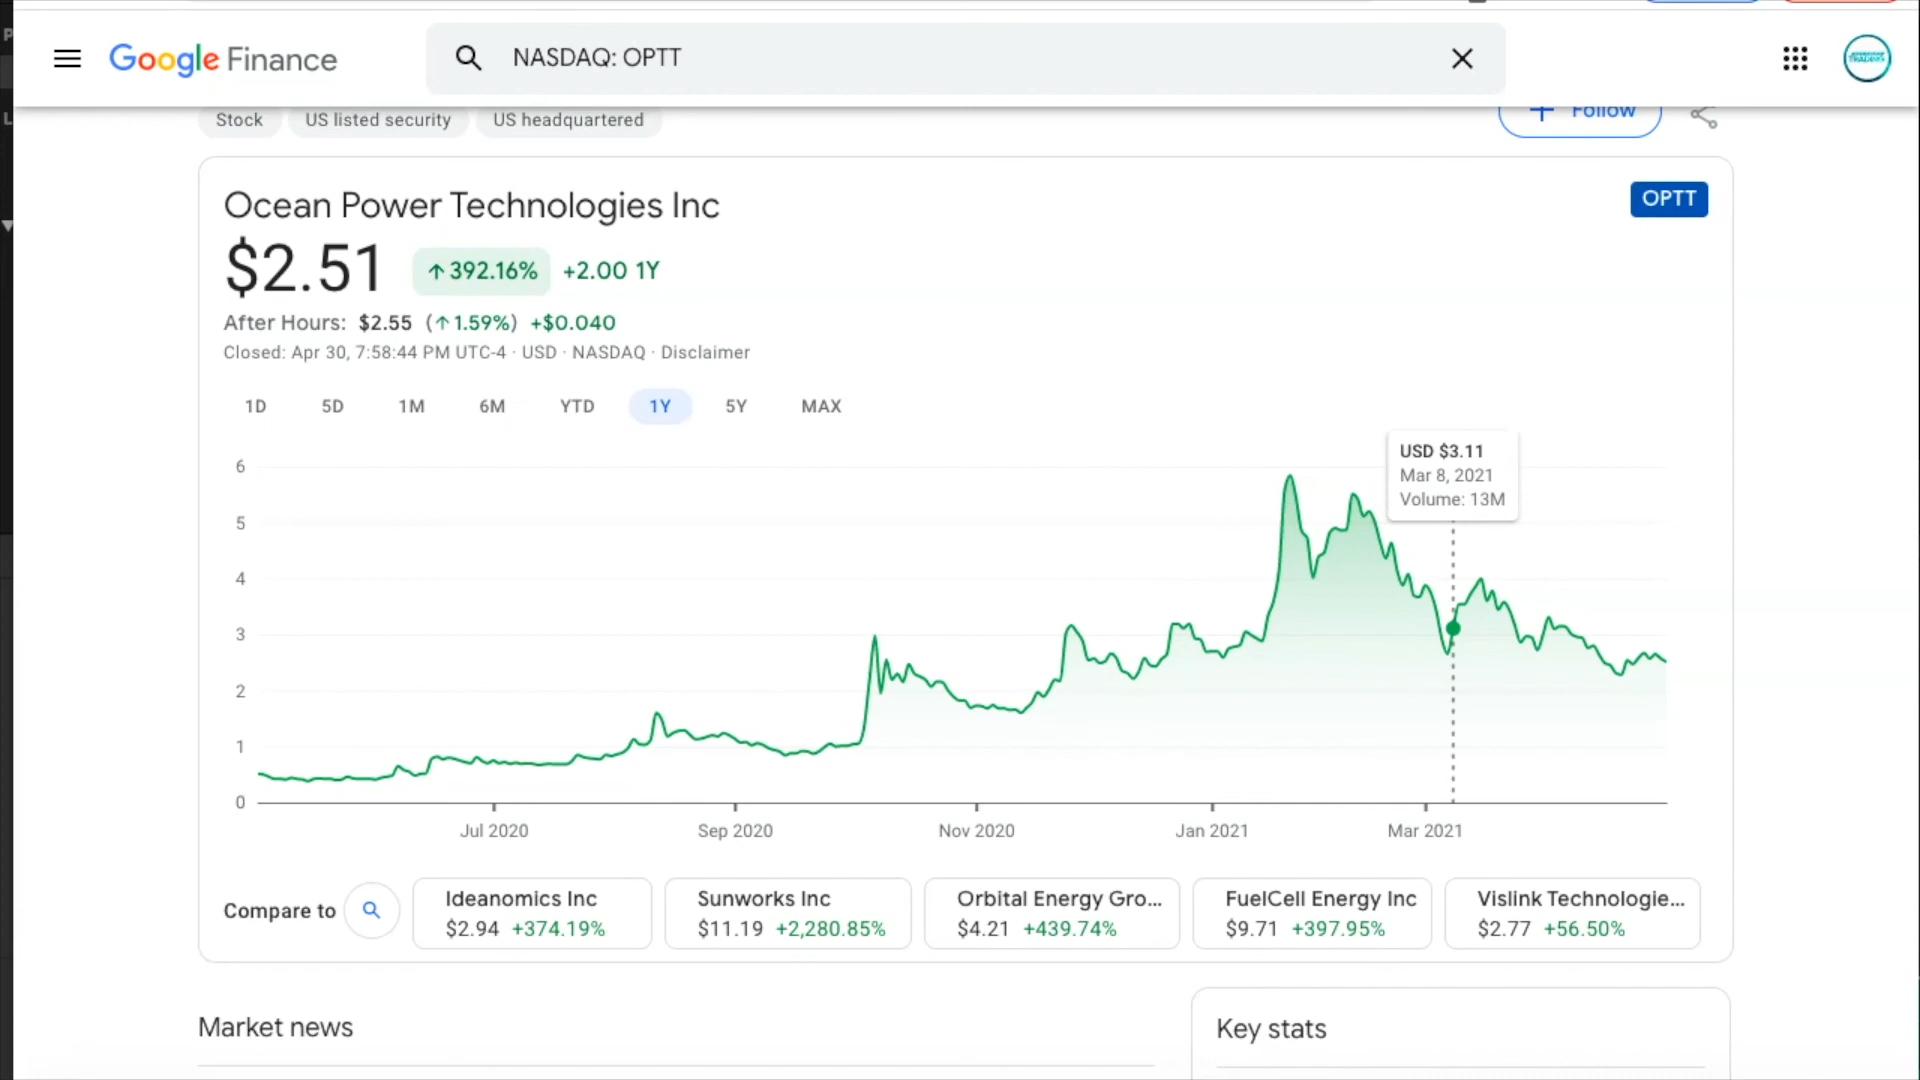 Google Finance
NASDAQ: OPTT
Stock
US listed security
US headquartered
Follow
Ocean Power Technologies Inc
OPTT
$2.51 ↑392.16% +2.00 1Y
After Hours: $2.55 (↑1.59%) +$0.040
Closed: Apr 30, 7:58:44 PM UTC-4 · USD · NASDAQ · Disclaimer
1D 5D 1M 6M YTD 1Y 5Y MAX
USD $3.11
Mar 8, 2021
Volume: 13M
6
5
4
3
2
1
0
Jul 2020 Sep 2020 Nov 2020 Jan 2021 Mar 2021
Compare to
Ideanomics Inc
$2.94 +374.19%
Sunworks Inc
$11.19 +2,280.85%
Orbital Energy Gro...
$4.21 +439.74%
FuelCell Energy Inc
$9.71 +397.95%
Vislink Technologie...
$2.77 +56.50%
Market news
Key stats